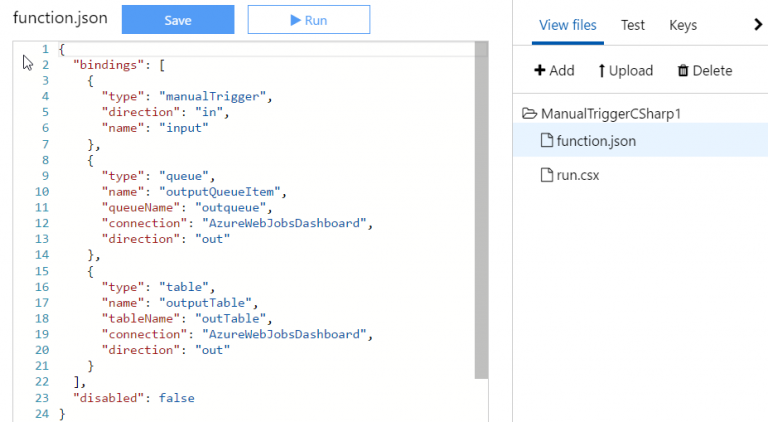 function.json Save Run
1 {
2 "bindings": [
3 {
4 "type": "manualTrigger",
5 "direction": "in",
6 "name": "input"
7 },
8 {
9 "type": "queue",
10 "name": "outputQueueItem",
11 "queueName": "outqueue",
12 "connection": "AzureWebJobsDashboard",
13 "direction": "out"
14 },
15 {
16 "type": "table",
17 "name": "outputTable",
18 "tableName": "outTable",
19 "connection": "AzureWebJobsDashboard",
20 "direction": "out"
21 }
22 ],
23 "disabled": false
24 }
View files Test Keys
Add Upload Delete
ManualTriggerCSharp1
function.json
run.csx